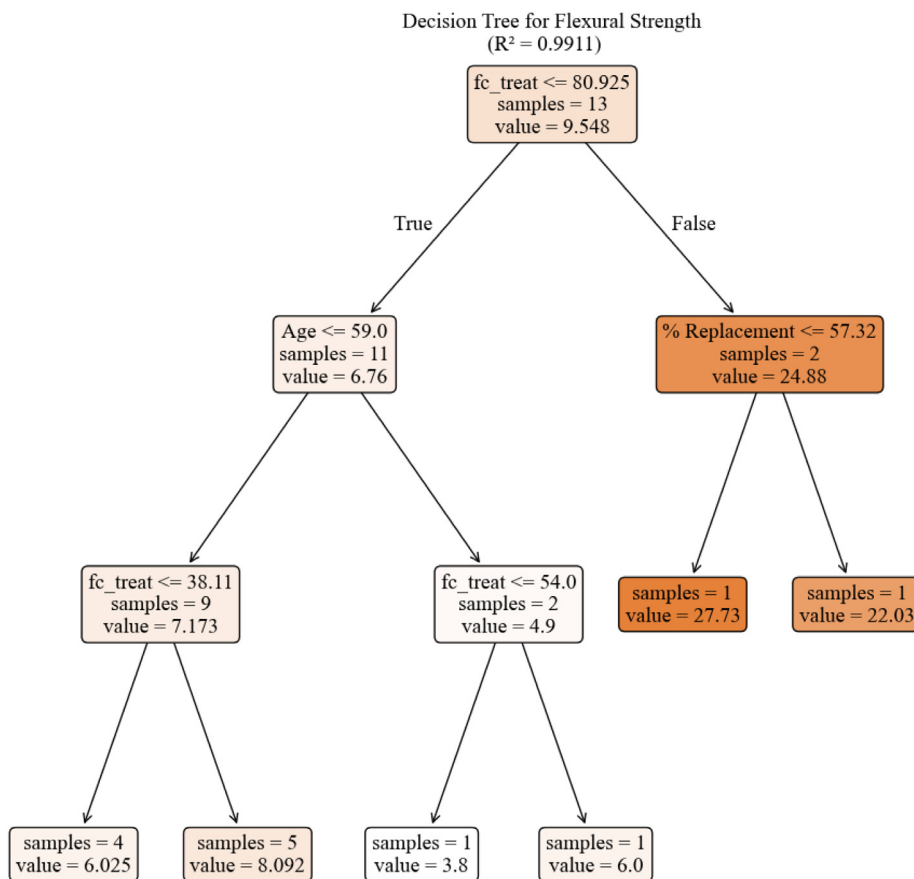 Decision Tree for Flexural Strength
(R² = 0.9911)
fc_treat <= 80.925
samples = 13
value = 9.548
True
False
Age <= 59.0
samples = 11
value = 6.76
% Replacement <= 57.32
samples = 2
value = 24.88
fc_treat <= 38.11
samples = 9
value = 7.173
fc_treat <= 54.0
samples = 2
value = 4.9
samples = 1
value = 27.73
samples = 1
value = 22.03
samples = 4
value = 6.025
samples = 5
value = 8.092
samples = 1
value = 3.8
samples = 1
value = 6.0